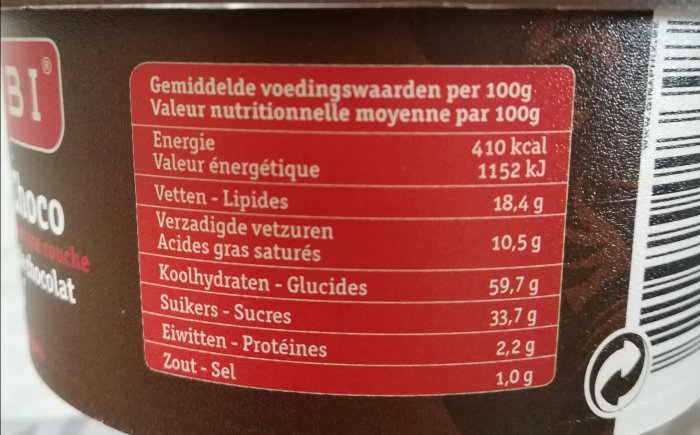 BI®
Choco
une couche
chocolat
Gemiddelde voedingswaarden per 100g
Valeur nutritionnelle moyenne par 100g
Energie 410 kcal
Valeur énergétique 1152 kJ
Vetten - Lipides 18,4 g
Verzadigde vetzuren
Acides gras saturés 10,5 g
Koolhydraten - Glucides 59,7 g
Suikers - Sucres 33,7 g
Eiwitten - Protéines 2,2 g
Zout - Sel 1,0 g